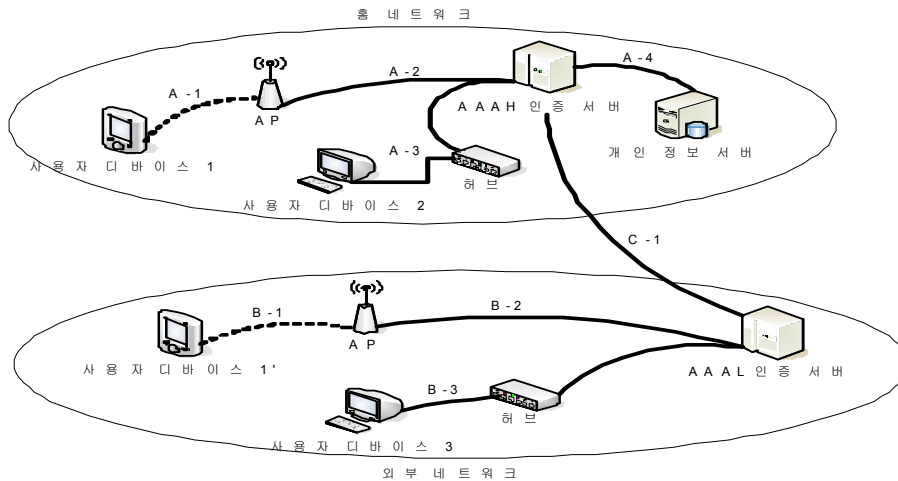 홈 네트워크
A-1
A-2
A-4
AP
AAAH 인증 서버
개인 정보 서버
사용자 디바이스 1
A-3
허브
사용자 디바이스 2
C-1
B-1
B-2
AP
사용자 디바이스 1'
AAAL 인증 서버
B-3
허브
사용자 디바이스 3
외부 네트워크